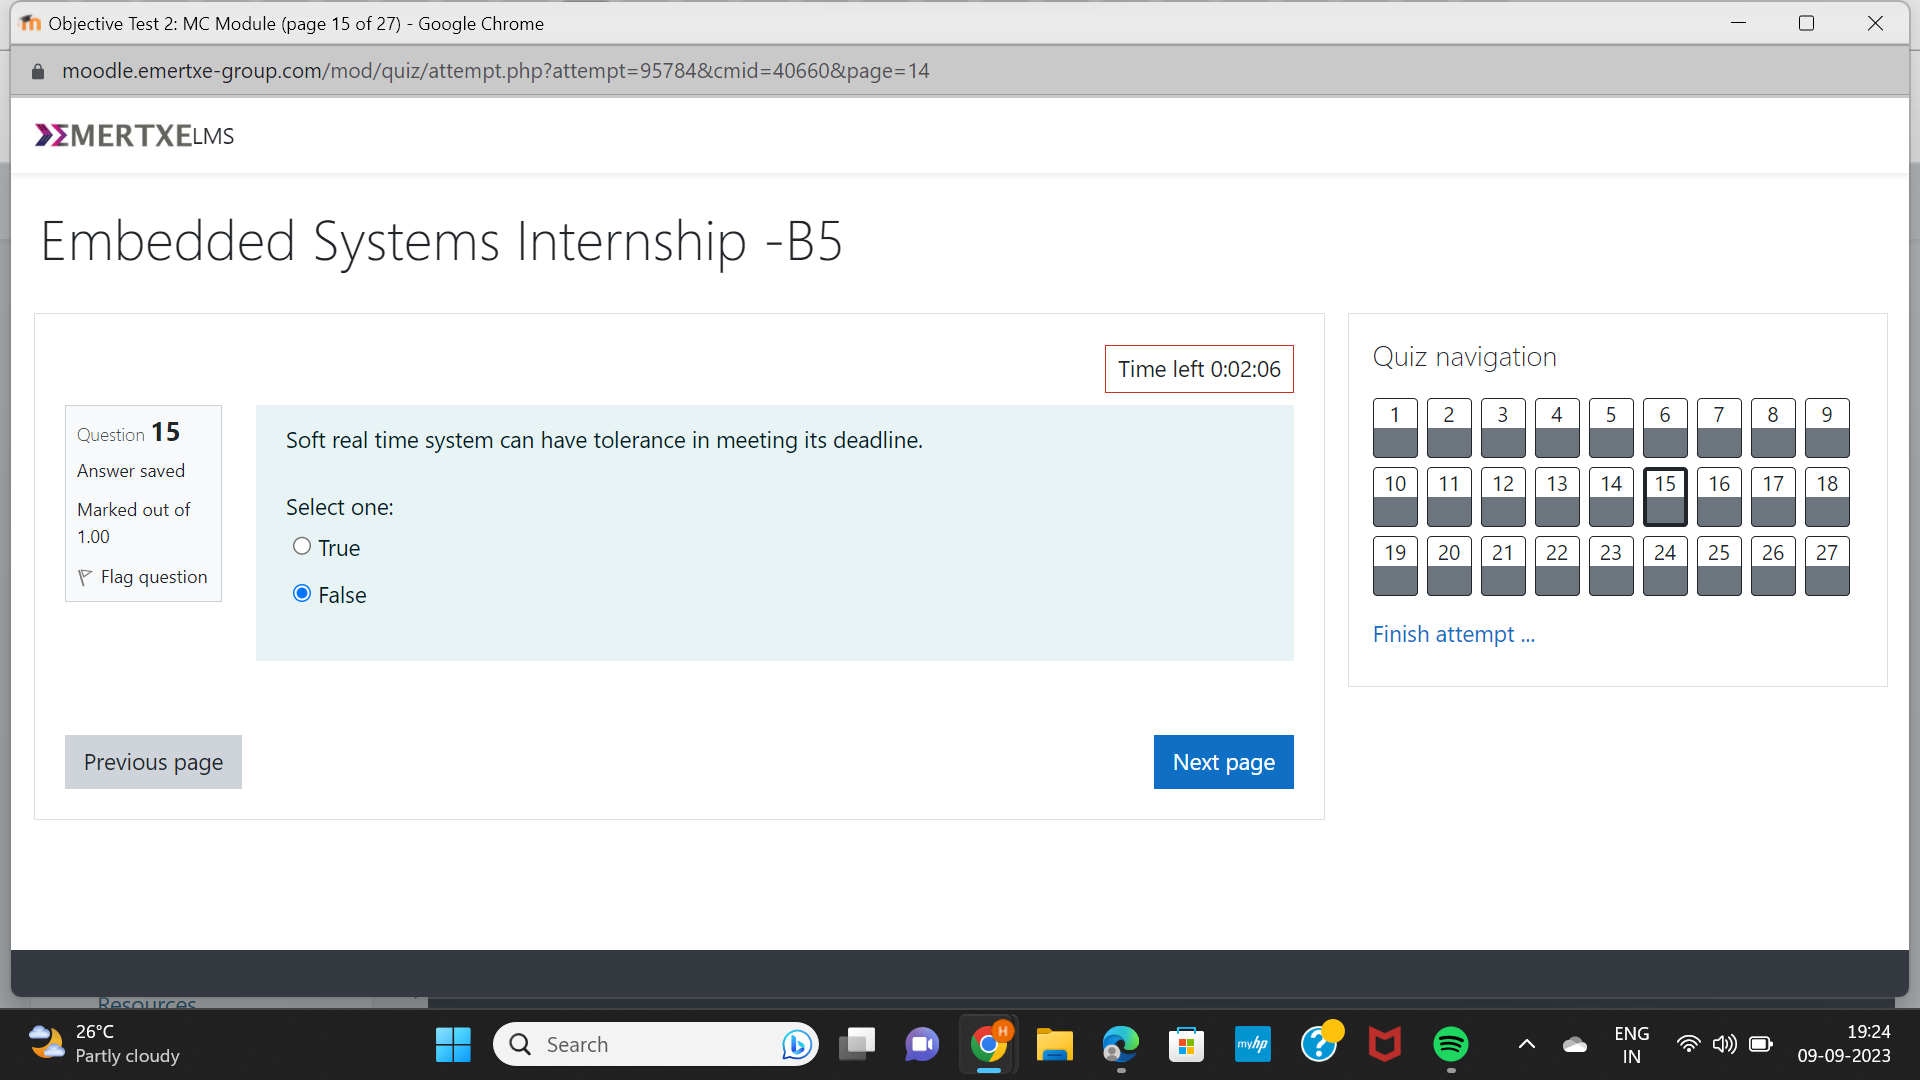 Objective Test 2: MC Module (page 15 of 27) - Google Chrome
moodle.emertxe-group.com/mod/quiz/attempt.php?attempt=95784&cmid=40660&page=14
EMERTXE LMS
Embedded Systems Internship -B5
Time left 0:02:06
Question 15
Answer saved
Marked out of
1.00
Flag question
Soft real time system can have tolerance in meeting its deadline.
Select one:
True
False
Previous page
Next page
Quiz navigation
1 2 3 4 5 6 7 8 9
10 11 12 13 14 15 16 17 18
19 20 21 22 23 24 25 26 27
Finish attempt ...
Resources
26°C
Partly cloudy
Search
H
myhp
?
ENG
IN
19:24
09-09-2023